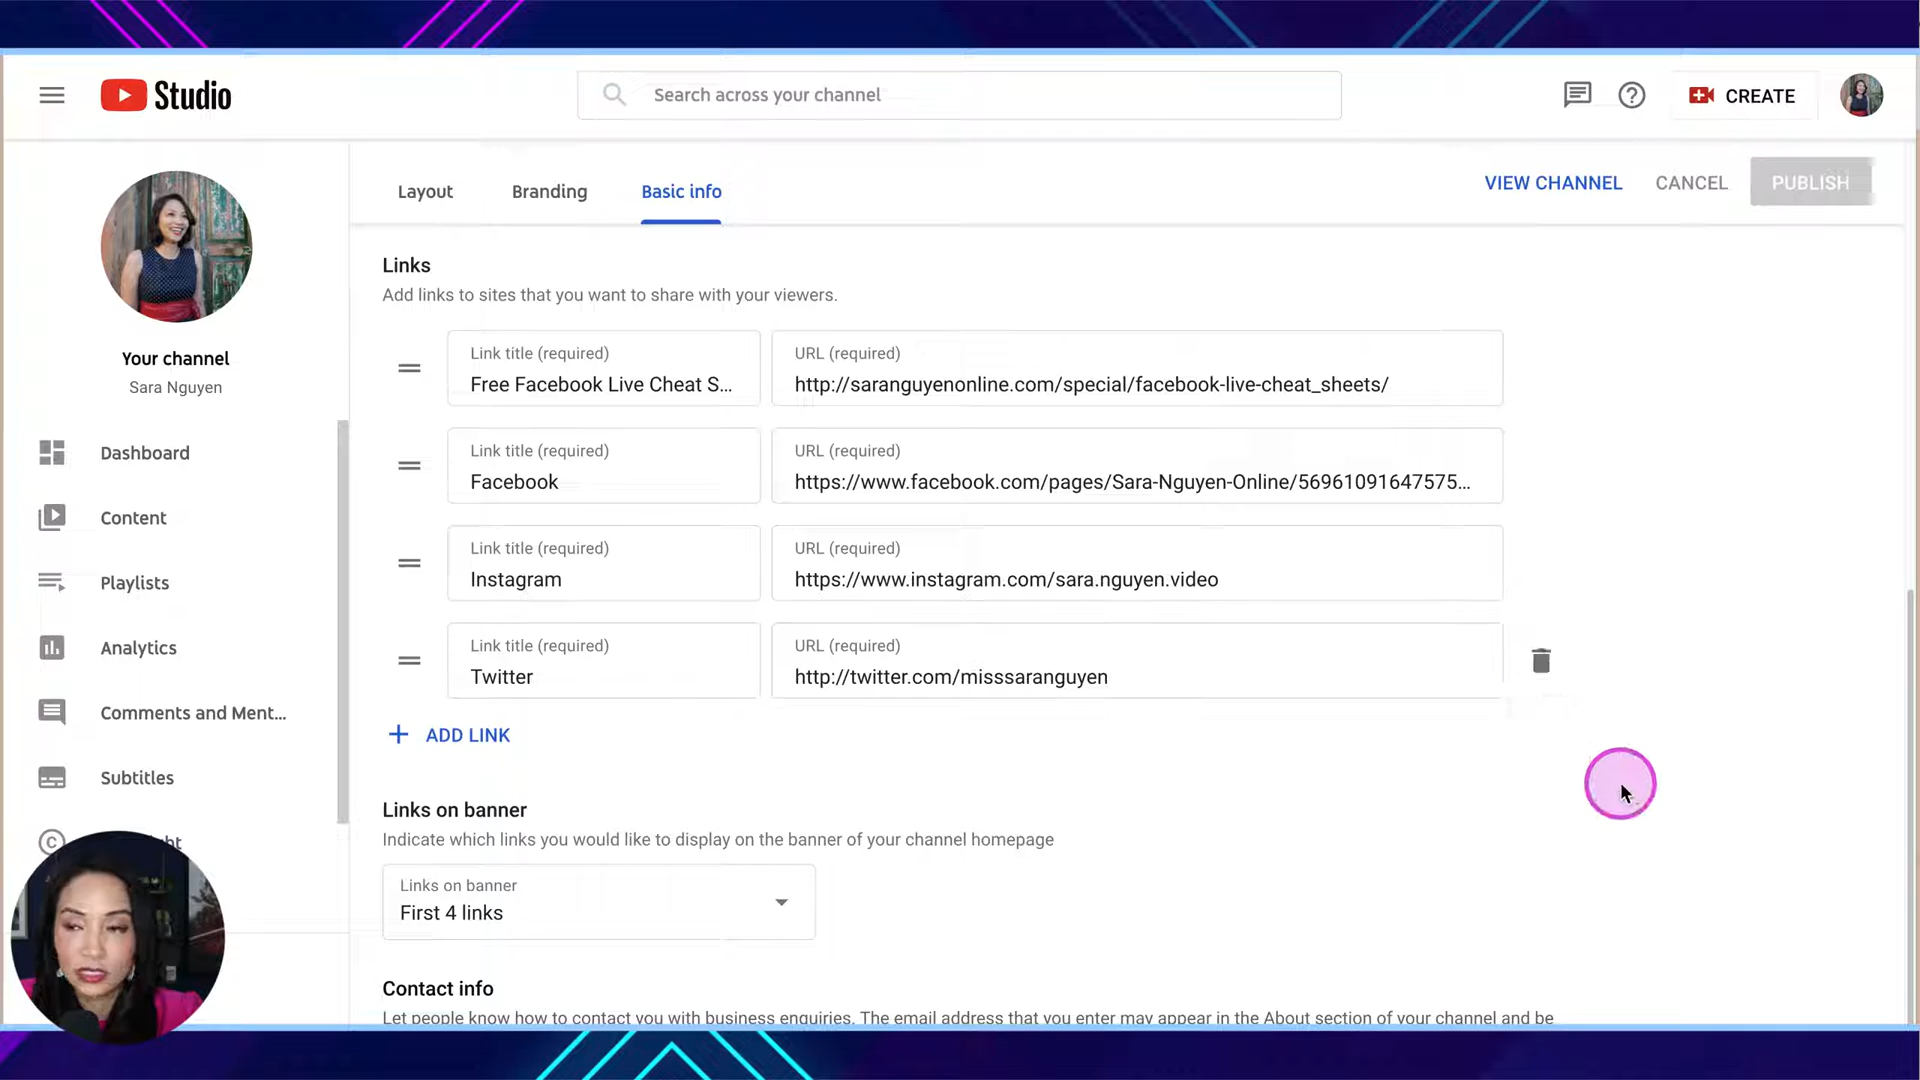 Studio
Search across your channel
CREATE
Layout
Branding
Basic info
VIEW CHANNEL
CANCEL
PUBLISH
Your channel
Sara Nguyen
Dashboard
Content
Playlists
Analytics
Comments and Ment...
Subtitles
Links
Add links to sites that you want to share with your viewers.
Link title (required)
Free Facebook Live Cheat S...
URL (required)
http://saranguyenonline.com/special/facebook-live-cheat_sheets/
Link title (required)
Facebook
URL (required)
https://www.facebook.com/pages/Sara-Nguyen-Online/56961091647575...
Link title (required)
Instagram
URL (required)
https://www.instagram.com/sara.nguyen.video
Link title (required)
Twitter
URL (required)
http://twitter.com/misssaranguyen
ADD LINK
Links on banner
Indicate which links you would like to display on the banner of your channel homepage
Links on banner
First 4 links
Contact info
Let people know how to contact you with business enquiries. The email address that you enter may appear in the About section of your channel and be